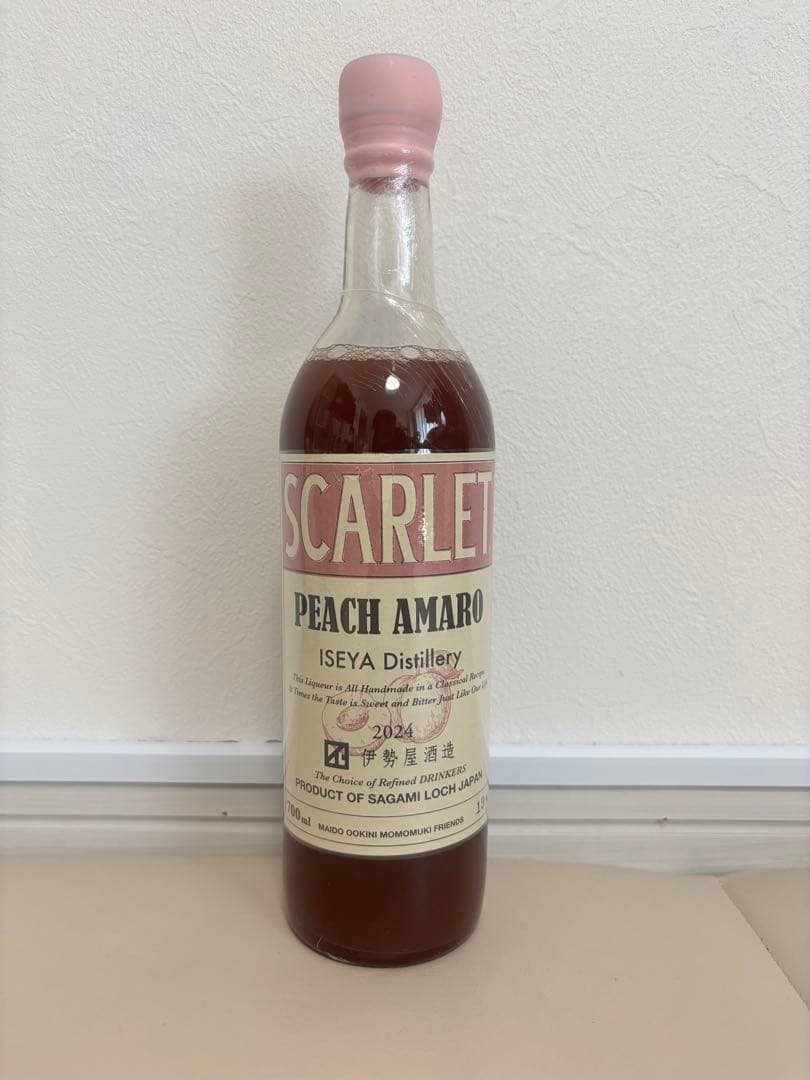 SCARLET
PEACH AMARO
ISEYA Distillery
This Liqueur is All Handmade in a Classical Recipe
Times the Taste is Sweet and Bitter Just Like Our
2024
伊勢屋酒造
The Choice of Refined DRINKERS
PRODUCT OF SAGAMI LOCH JAPAN
700ml
MAIDO OOKINI MOMOMUKI FRIENDS